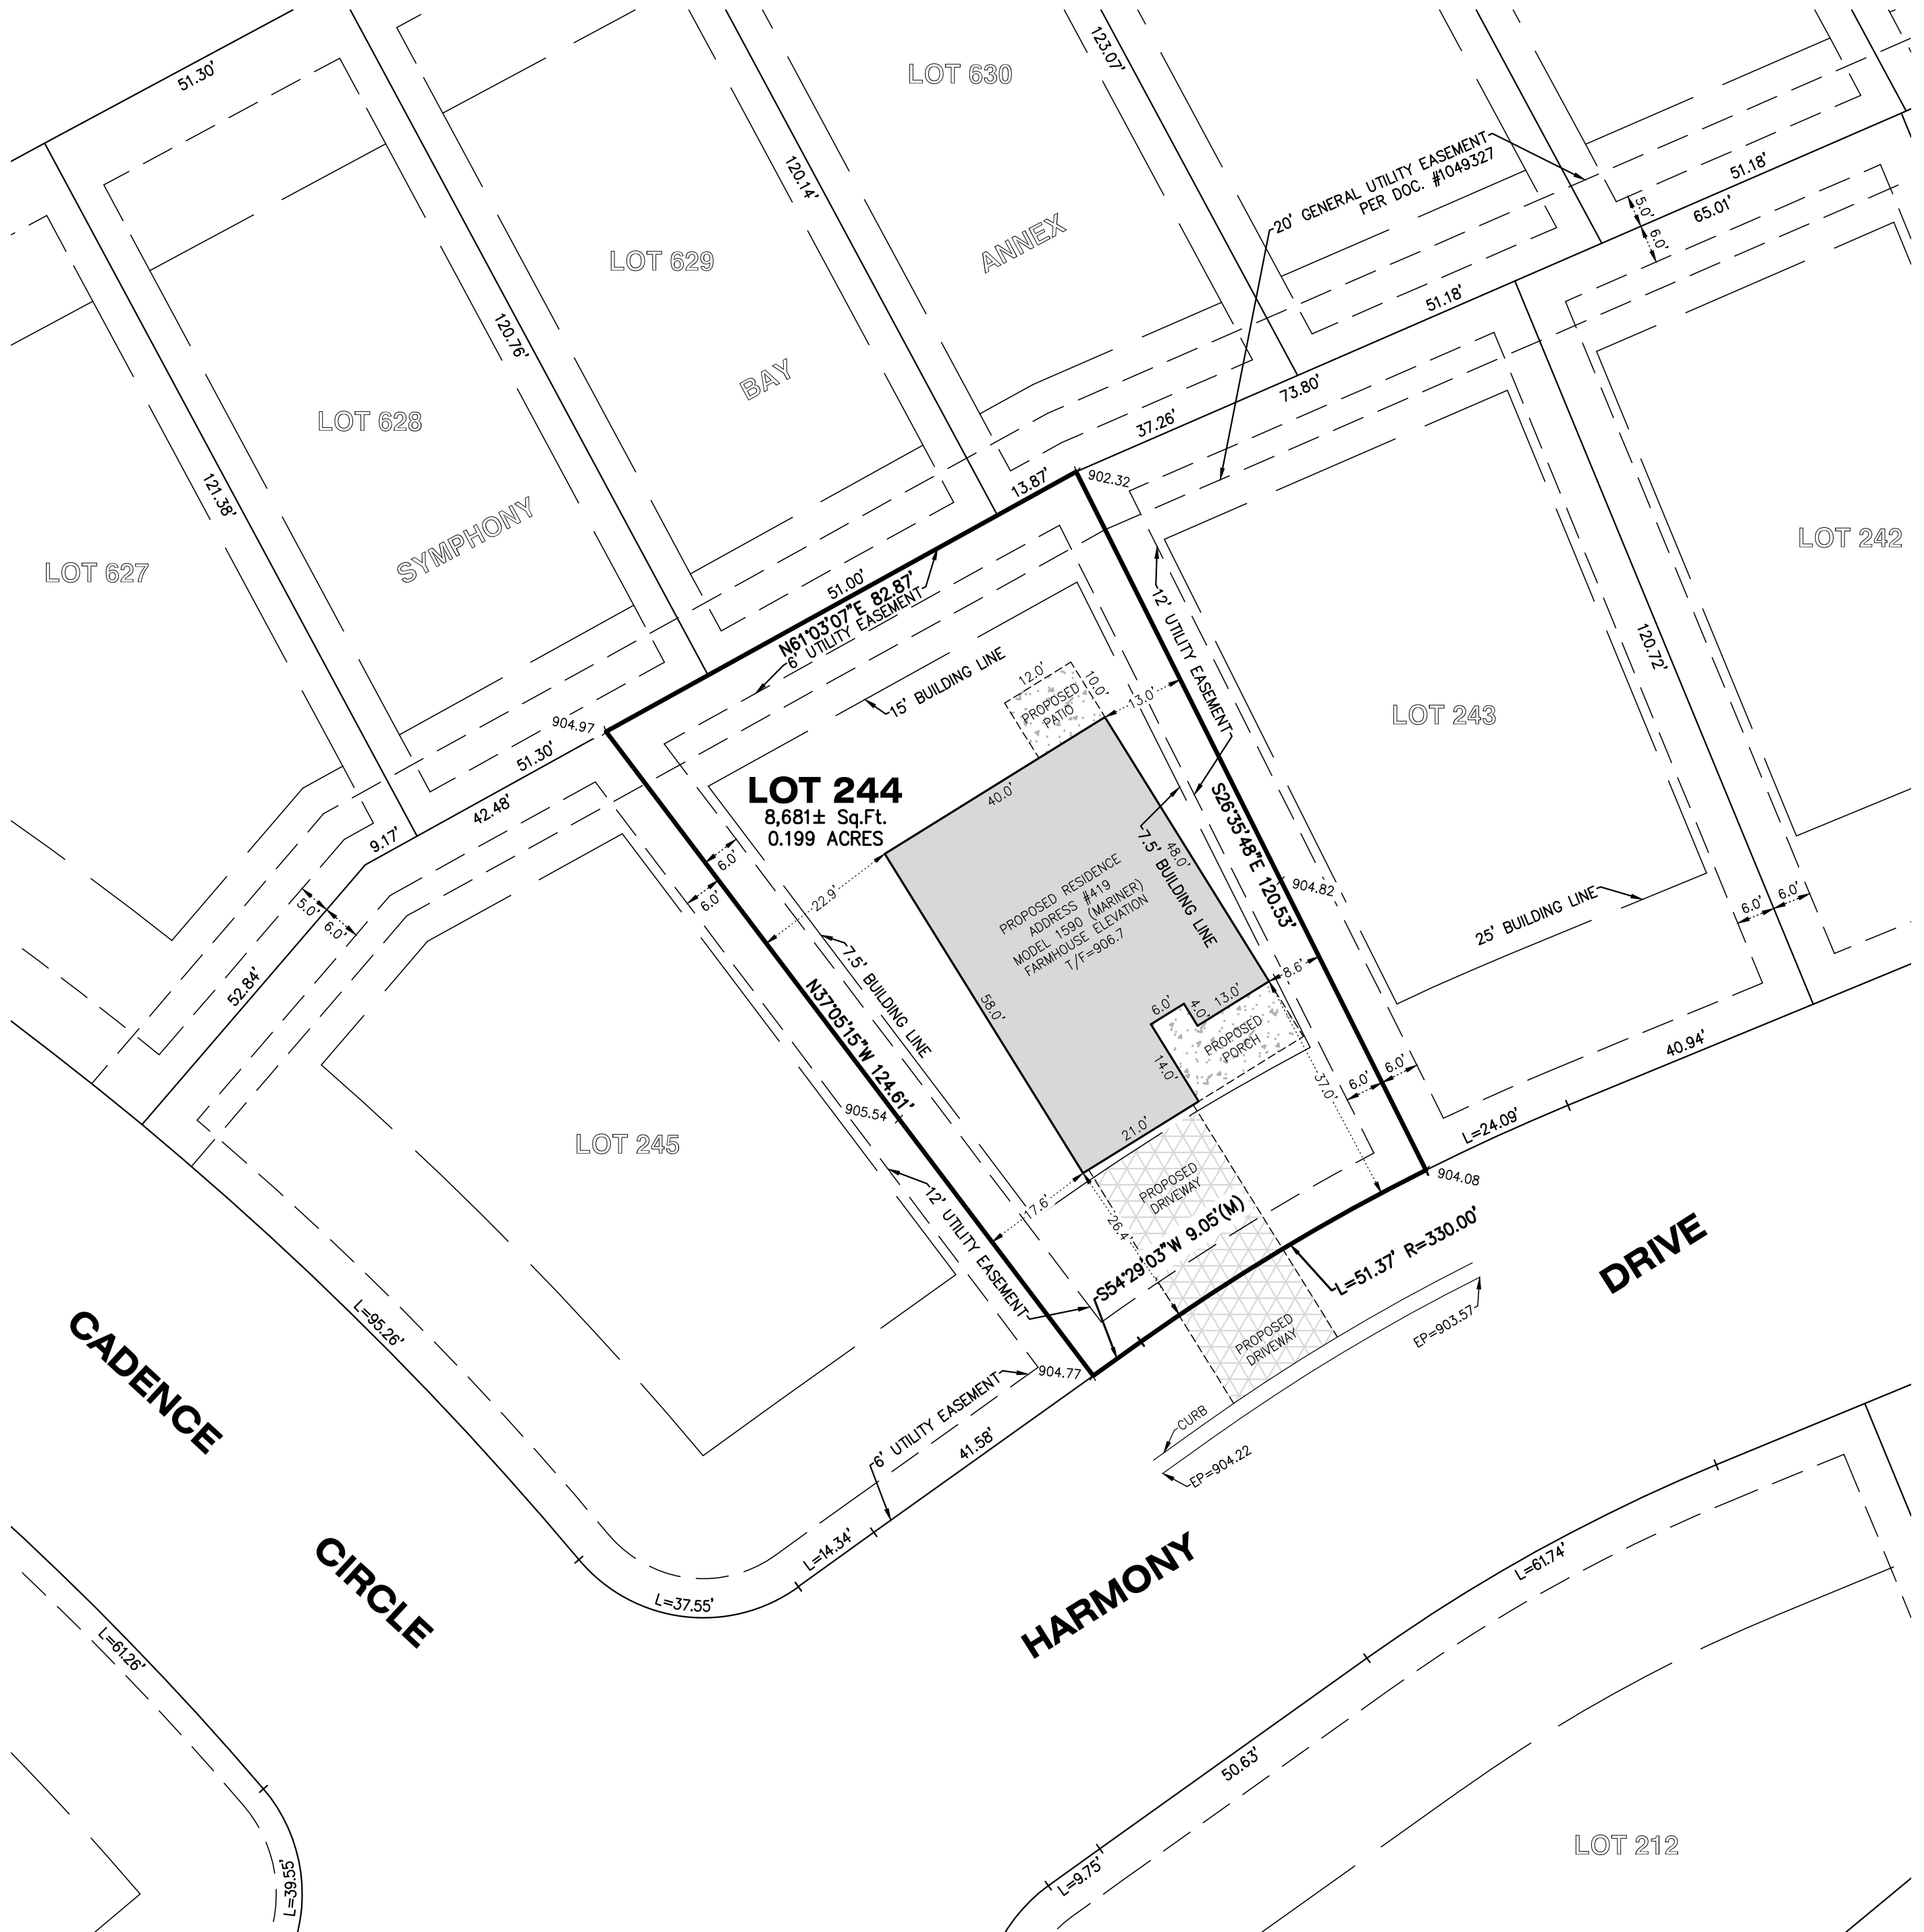 51.30'
LOT 630
123.07'
120.14'
20' GENERAL UTILITY EASEMENT
PER DOC. #1049327
51.18'
65.01'
5.0'
6.0'
LOT 629
ANNEX
51.18'
120.76'
BAY
73.80'
37.26'
LOT 628
121.38'
SYMPHONY
LOT 627
13.87'
902.32
LOT 242
51.00'
N61°03'07"E 82.87'
6' UTILITY EASEMENT
12' UTILITY EASEMENT
120.72'
15' BUILDING LINE
12.0'
10.0'
PROPOSED
PATIO
13.0'
LOT 243
904.97
51.30'
42.48'
9.17'
LOT 244
8,681± Sq.Ft.
0.199 ACRES
40.0'
S26°35'48"E 120.53'
7.5' BUILDING LINE
48.0'
6.0'
6.0'
22.9'
PROPOSED RESIDENCE
ADDRESS #419
MODEL 1590 (MARINER)
FARMHOUSE ELEVATION
T/F=906.7
904.82
25' BUILDING LINE
6.0'
6.0'
5.0'
6.0'
52.84'
7.5' BUILDING LINE
N37°05'15"W 124.61'
58.0'
8.6'
6.0'
4.0'
13.0'
PROPOSED
PORCH
14.0'
37.0'
6.0'
6.0'
40.94'
L=24.09'
905.54
LOT 245
21.0'
904.08
12' UTILITY EASEMENT
17.6'
26.4'
PROPOSED
DRIVEWAY
S54°29'03"W 9.05'(M)
L=51.37' R=330.00'
DRIVE
L=95.26'
CADENCE
PROPOSED
DRIVEWAY
EP=903.57
904.77
6' UTILITY EASEMENT
41.58'
CURB
EP=904.22
L=14.34'
L=37.55'
CIRCLE
HARMONY
L=61.74'
L=61.26'
50.63'
LOT 212
L=39.55'
L=9.75'